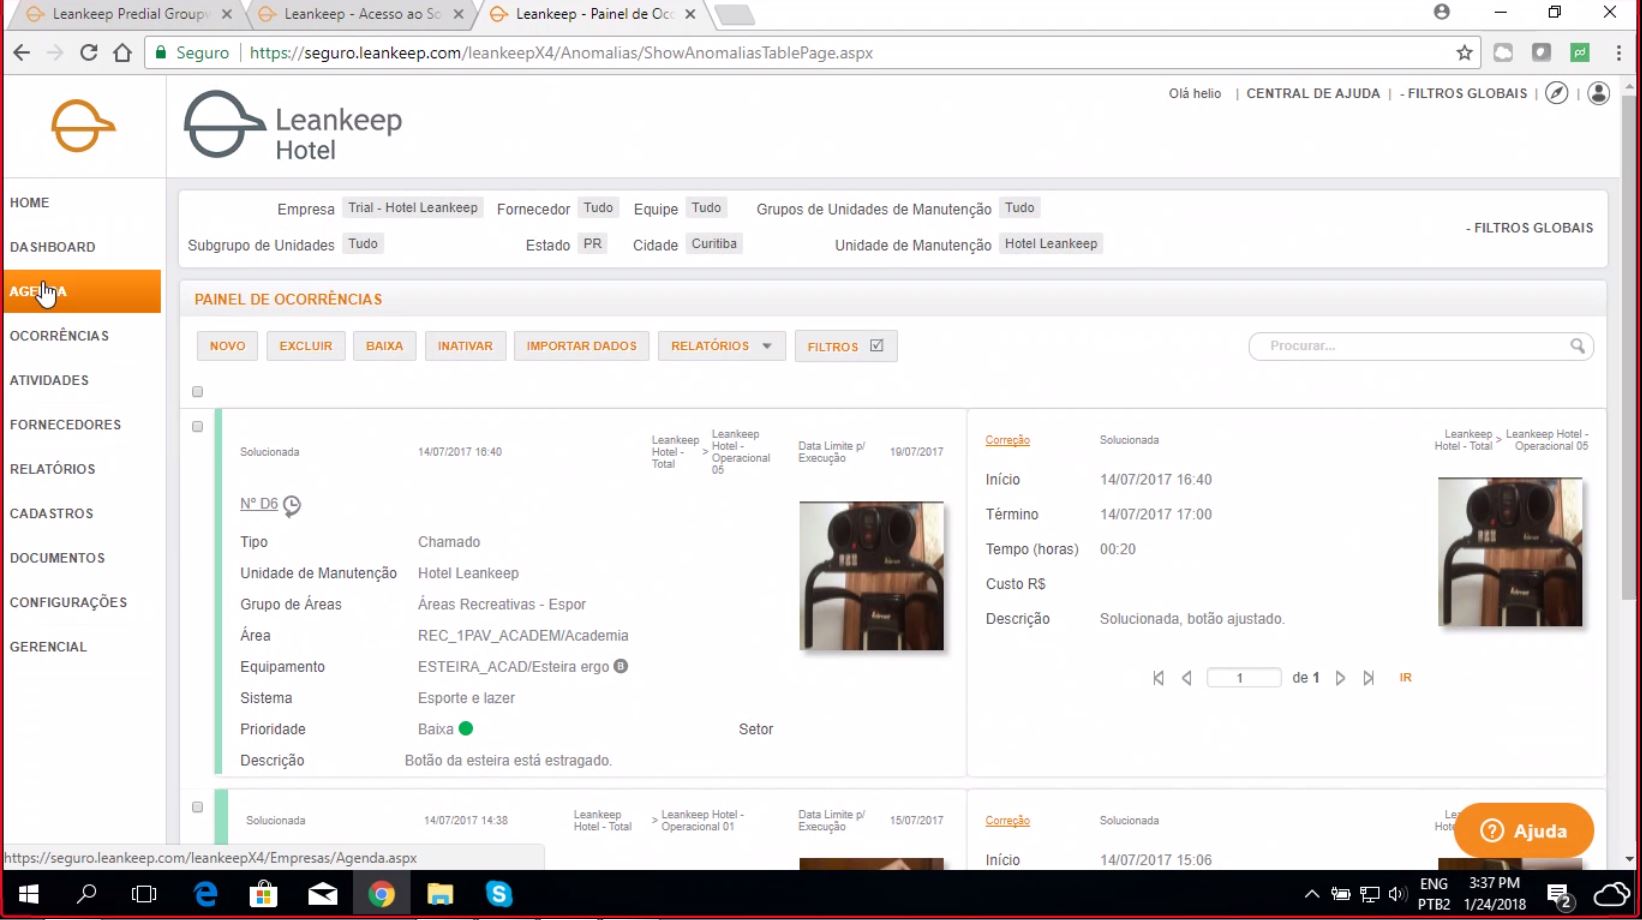 Leankeep Predial Groupw
Leankeep - Acesso ao So
Leankeep - Painel de Occ
Seguro
https://seguro.leankeep.com/leankeepX4/Anomalias/ShowAnomaliasTablePage.aspx
Leankeep
Hotel
Olá helio | CENTRAL DE AJUDA | - FILTROS GLOBAIS |
HOME
DASHBOARD
AGENDA
OCORRÊNCIAS
ATIVIDADES
FORNECEDORES
RELATÓRIOS
CADASTROS
DOCUMENTOS
CONFIGURAÇÕES
GERENCIAL
Empresa Trial - Hotel Leankeep Fornecedor Tudo Equipe Tudo Grupos de Unidades de Manutenção Tudo
- FILTROS GLOBAIS
Subgrupo de Unidades Tudo Estado PR Cidade Curitiba Unidade de Manutenção Hotel Leankeep
PAINEL DE OCORRÊNCIAS
NOVO EXCLUIR BAIXA INATIVAR IMPORTAR DADOS RELATÓRIOS FILTROS
Procurar...
Solucionada 14/07/2017 16:40
Leankeep Hotel - Total > Leankeep Hotel - Operacional 05
Data Limite p/ Execução 19/07/2017
Nº D6
Tipo Chamado
Unidade de Manutenção Hotel Leankeep
Grupo de Áreas Áreas Recreativas - Espor
Área REC_1PAV_ACADEM/Academia
Equipamento ESTEIRA_ACAD/Esteira ergo B
Sistema Esporte e lazer
Prioridade Baixa Setor
Descrição Botão da esteira está estragado.
Correção Solucionada
Leankeep Hotel - Total > Leankeep Hotel - Operacional 05
Início 14/07/2017 16:40
Término 14/07/2017 17:00
Tempo (horas) 00:20
Custo R$
Descrição Solucionada, botão ajustado.
1 de 1 IR
Solucionada 14/07/2017 14:38
Leankeep Hotel - Total > Leankeep Hotel - Operacional 01
Data Limite p/ Execução 15/07/2017
Correção Solucionada
Início 14/07/2017 15:06
Ajuda
https://seguro.leankeep.com/leankeepX4/Empresas/Agenda.aspx
ENG
PTB2
3:37 PM
1/24/2018
2